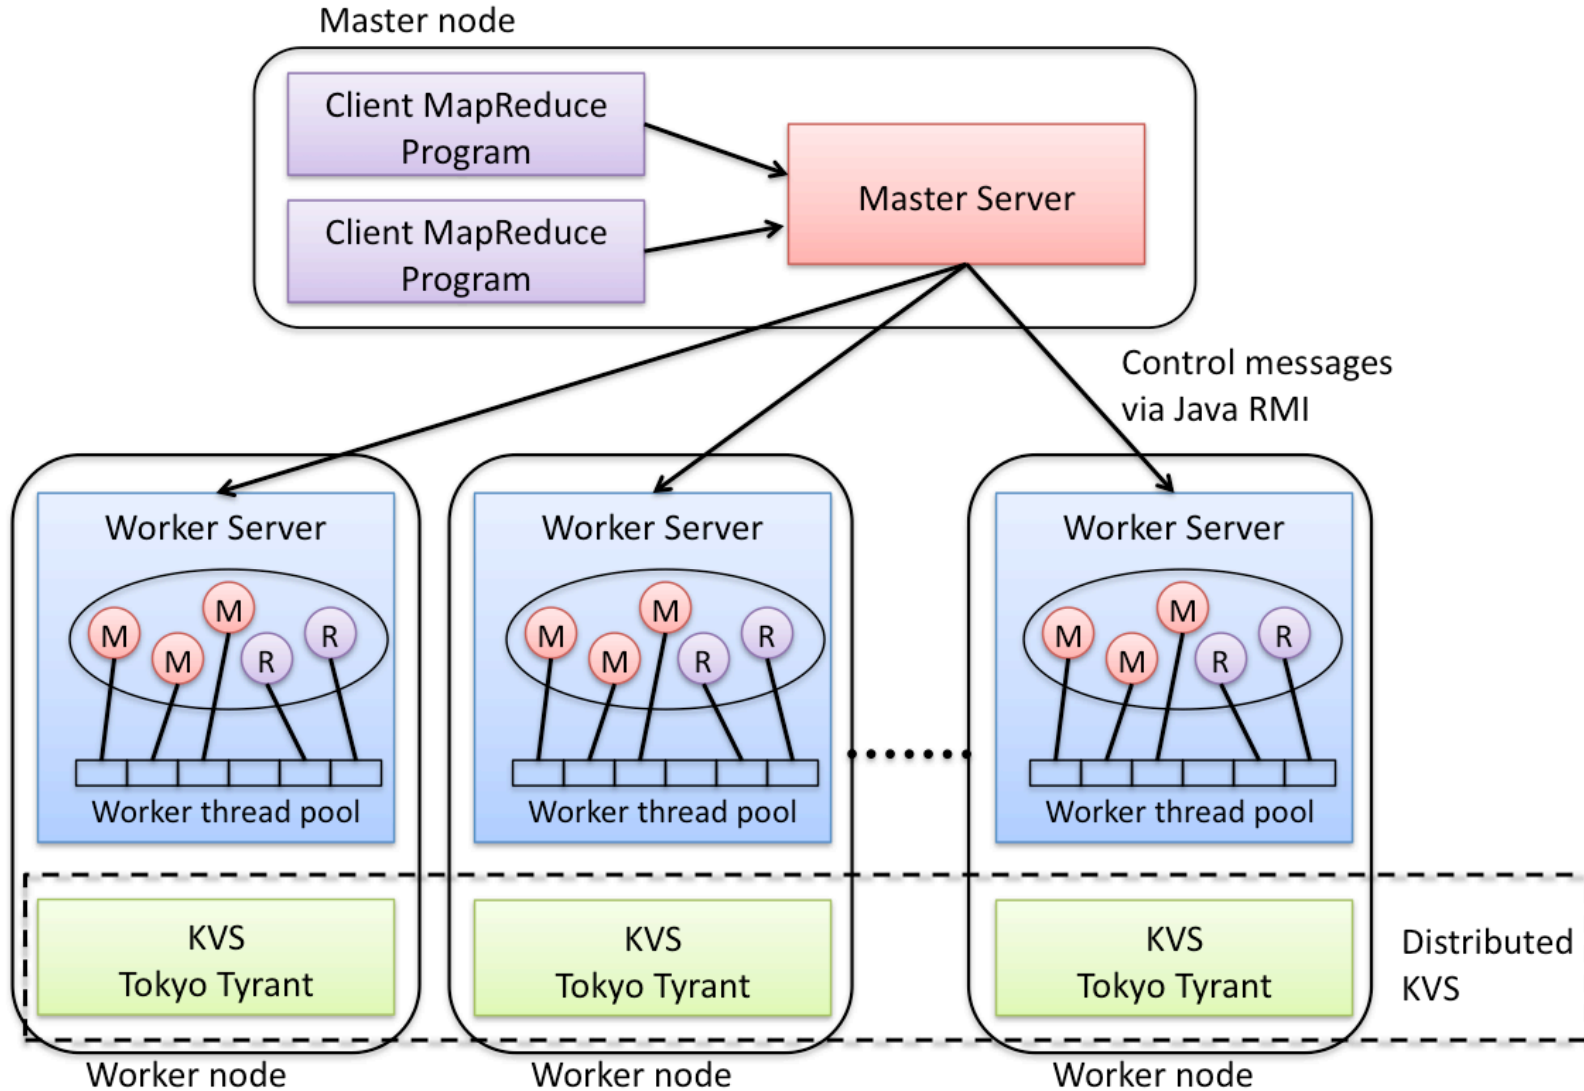 Master node
Client MapReduce
Program
Client MapReduce
Program
Master Server
Control messages
via Java RMI
Worker Server
M
M
M
R
R
Worker thread pool
KVS
Tokyo Tyrant
Worker node
Worker Server
M
M
M
R
R
Worker thread pool
KVS
Tokyo Tyrant
Worker node
Worker Server
M
M
M
R
R
Worker thread pool
KVS
Tokyo Tyrant
Worker node
Distributed
KVS